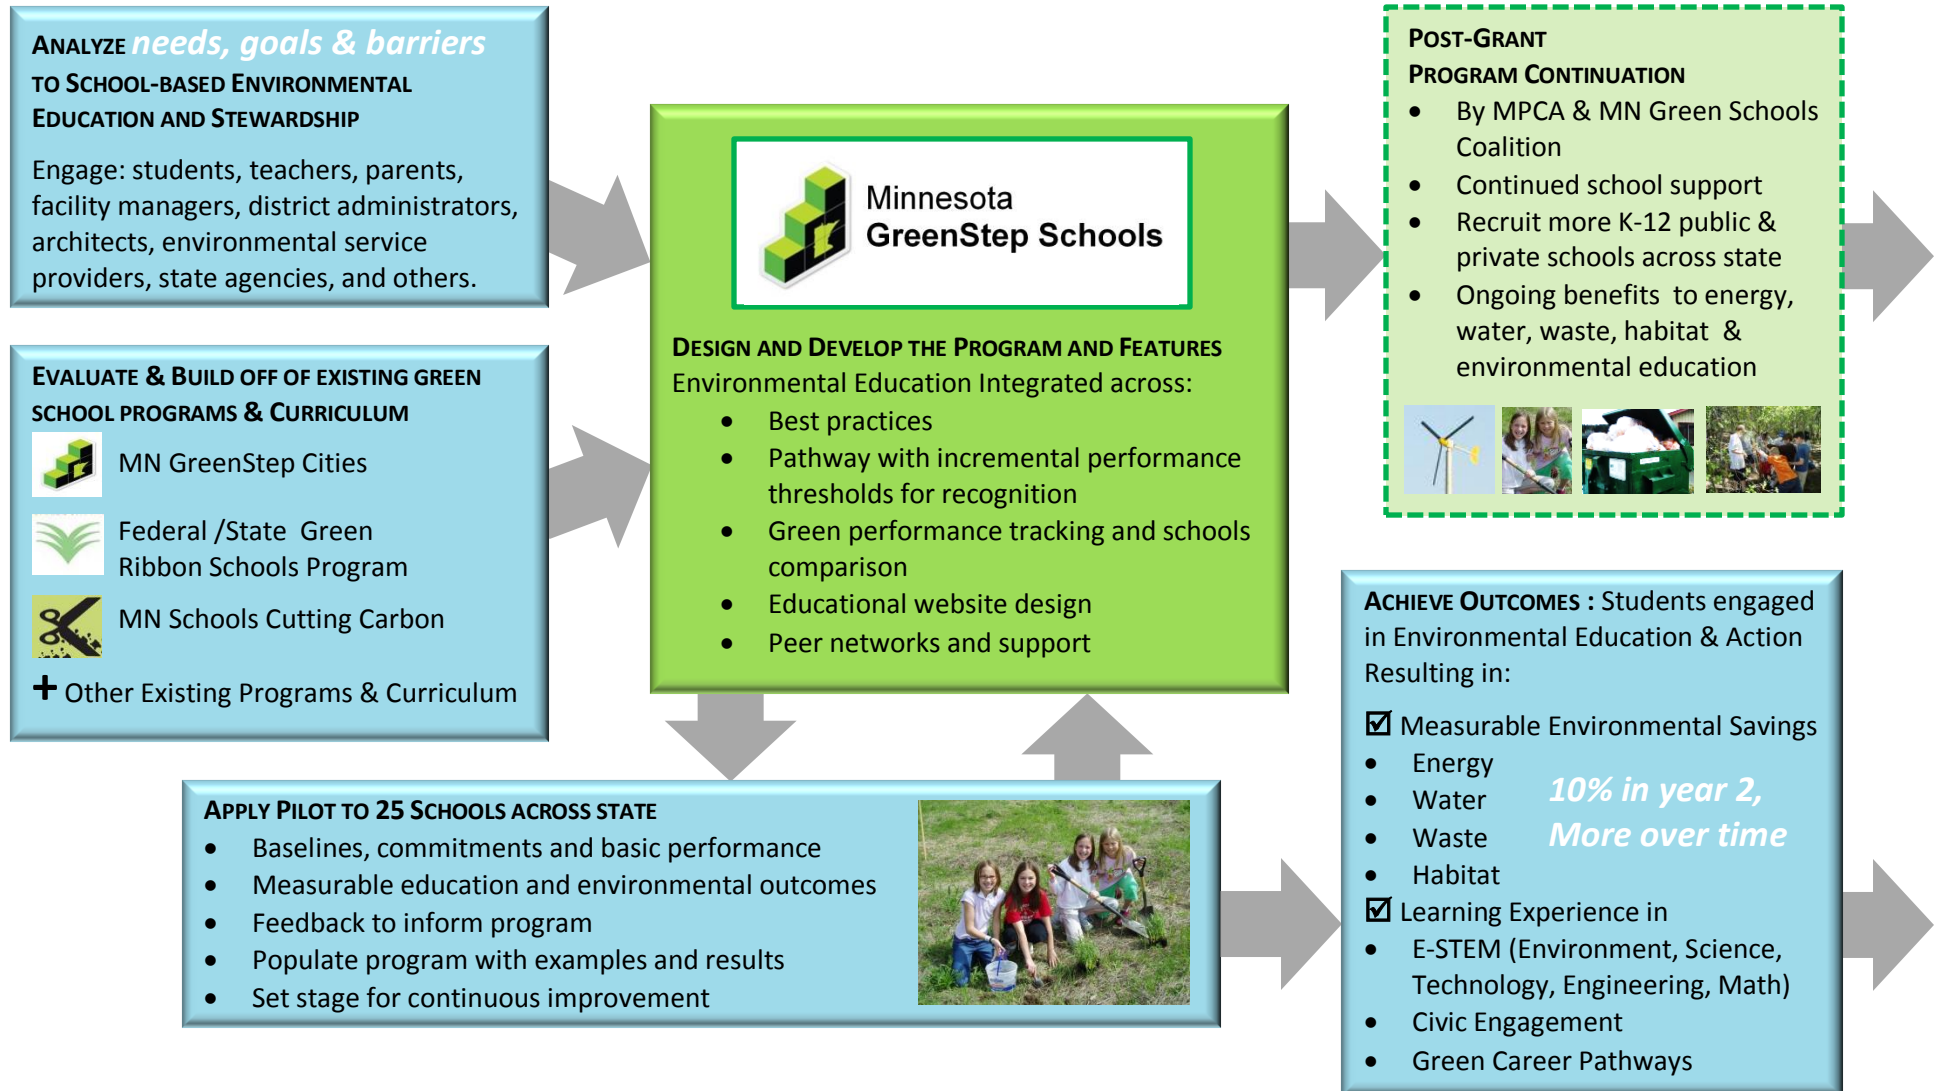 ANALYZE needs, goals & barriers
TO SCHOOL-BASED ENVIRONMENTAL
EDUCATION AND STEWARDSHIP
Engage: students, teachers, parents,
facility managers, district administrators,
architects, environmental service
providers, state agencies, and others.
EVALUATE & BUILD OFF OF EXISTING GREEN
SCHOOL PROGRAMS & CURRICULUM
MN GreenStep Cities
Federal /State Green
Ribbon Schools Program
MN Schools Cutting Carbon
+ Other Existing Programs & Curriculum
Minnesota
GreenStep Schools
DESIGN AND DEVELOP THE PROGRAM AND FEATURES
Environmental Education Integrated across:
• Best practices
• Pathway with incremental performance
thresholds for recognition
• Green performance tracking and schools
comparison
• Educational website design
• Peer networks and support
APPLY PILOT TO 25 SCHOOLS ACROSS STATE
• Baselines, commitments and basic performance
• Measurable education and environmental outcomes
• Feedback to inform program
• Populate program with examples and results
• Set stage for continuous improvement
POST-GRANT
PROGRAM CONTINUATION
• By MPCA & MN Green Schools
Coalition
• Continued school support
• Recruit more K-12 public &
private schools across state
• Ongoing benefits to energy,
water, waste, habitat &
environmental education
ACHIEVE OUTCOMES : Students engaged
in Environmental Education & Action
Resulting in:
☑ Measurable Environmental Savings
• Energy
• Water
• Waste
• Habitat
10% in year 2,
More over time
☑ Learning Experience in
• E-STEM (Environment, Science,
Technology, Engineering, Math)
• Civic Engagement
• Green Career Pathways